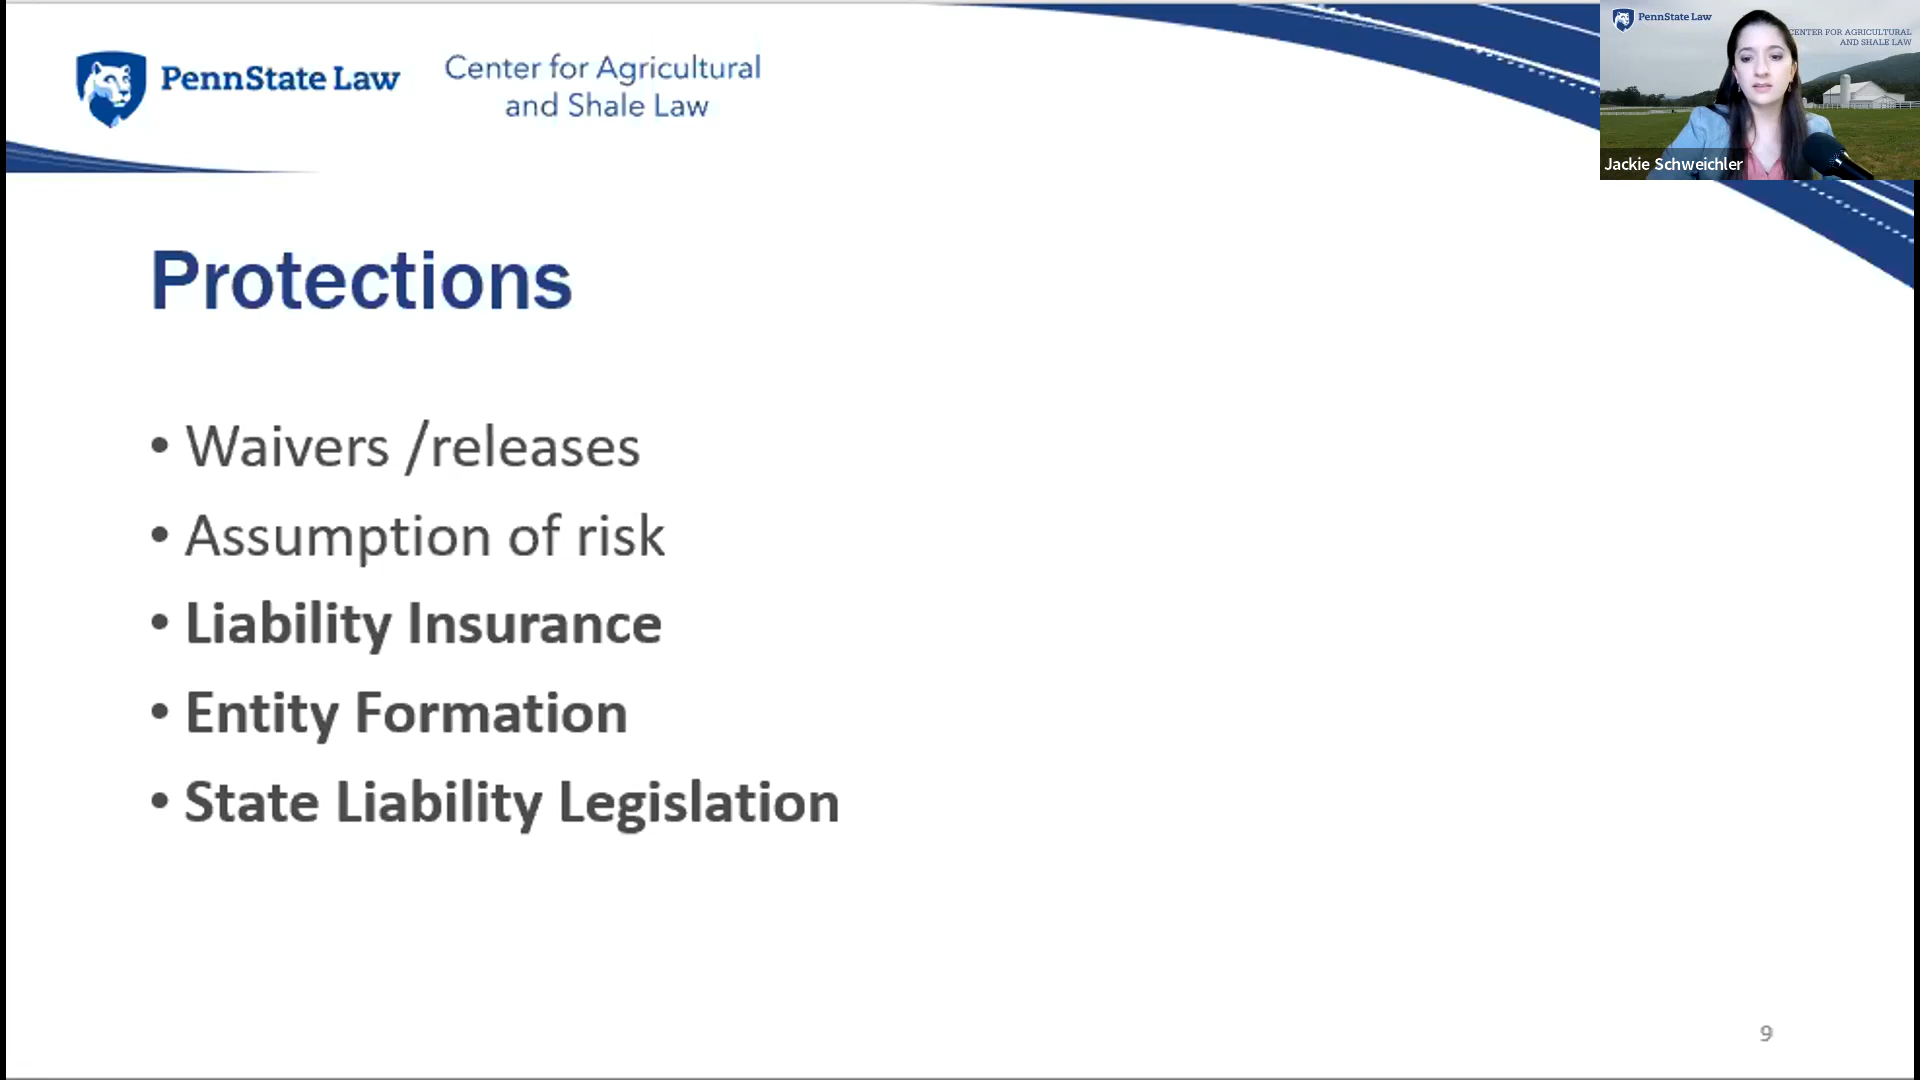 PennState Law
Center for Agricultural
and Shale Law
PennState Law
CENTER FOR AGRICULTURAL
AND SHALE LAW
Jackie Schweichler
Protections
• Waivers /releases
• Assumption of risk
• Liability Insurance
• Entity Formation
• State Liability Legislation
9